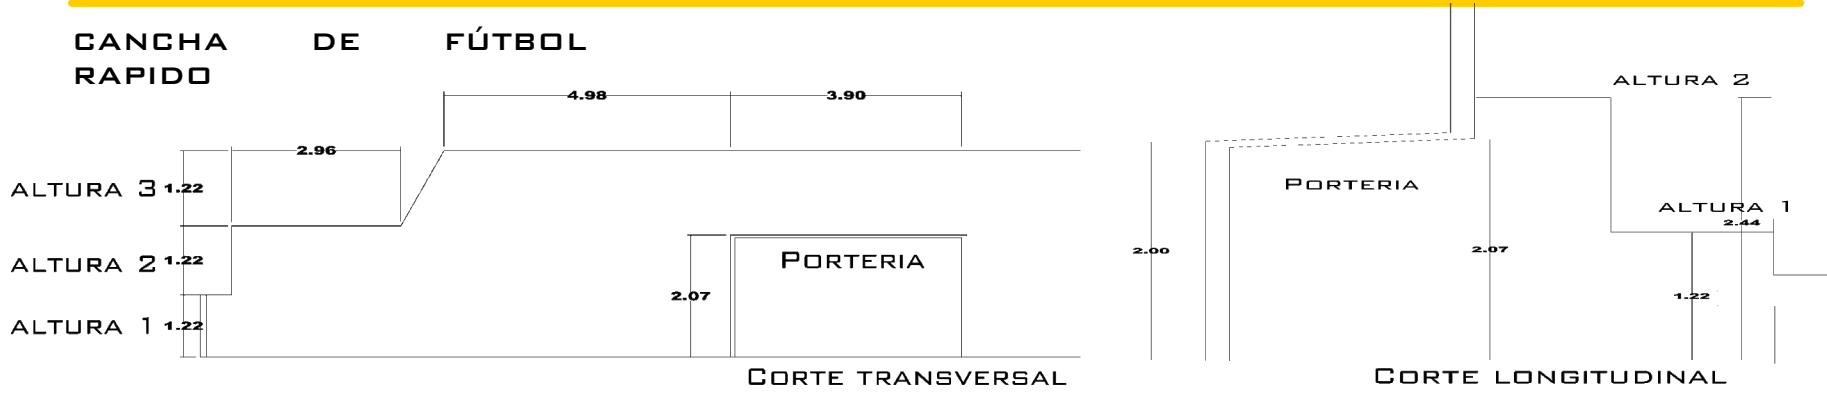 CANCHA DE FÚTBOL
RAPIDO
4.98
3.90
2.96
ALTURA 3 1.22
ALTURA 2 1.22
ALTURA 1 1.22
PORTERIA
2.07
CORTE TRANSVERSAL
ALTURA 2
PORTERIA
ALTURA 1
2.44
2.00
2.07
1.22
CORTE LONGITUDINAL